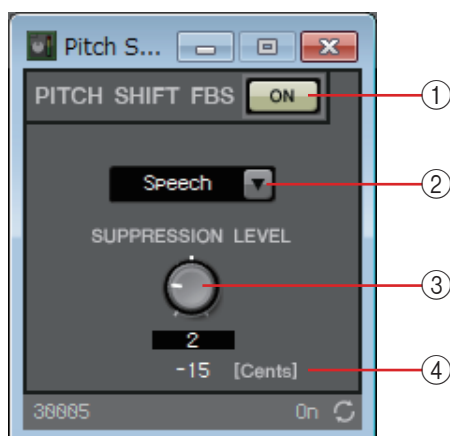 Pitch S...
PITCH SHIFT FBS ON
①
Speech
②
SUPPRESSION LEVEL
③
2
-15 [Cents]
④
30005 On